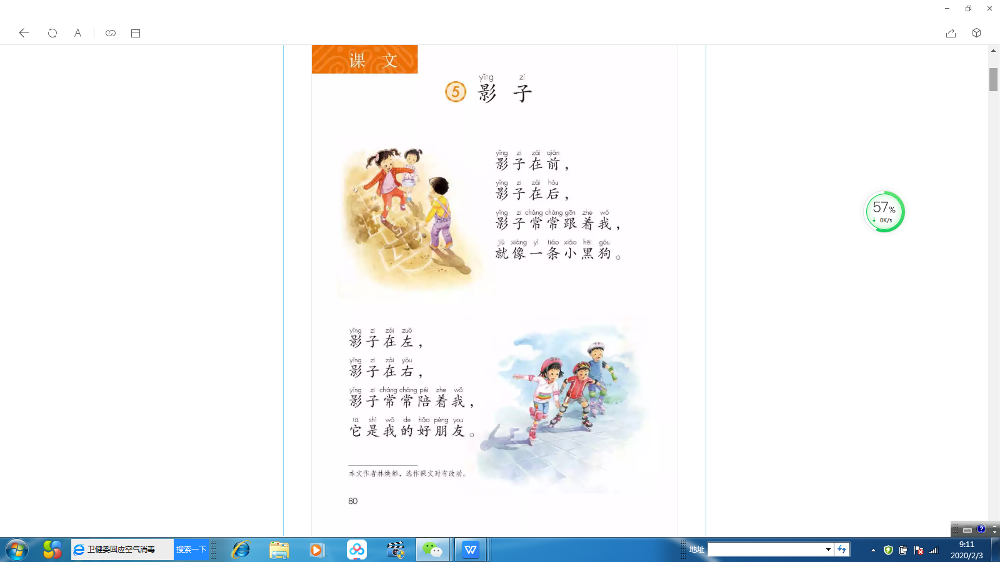 A
课 文
yǐng zi
5 影 子
yǐng zi zài qián
影子在前，
yǐng zi zài hòu
影子在后，
yǐng zi cháng cháng gēn zhe wǒ
影子常常跟着我，
jiù xiàng yì tiáo xiǎo hēi gǒu
就像一条小黑狗。
yǐng zi zài zuǒ
影子在左，
yǐng zi zài yòu
影子在右，
yǐng zi cháng cháng péi zhe wǒ
影子常常陪着我，
tā shì wǒ de hǎo péng you
它是我的好朋友。
本文作者林焕彰，选作课文时有改动。
80
57%
0K/s
卫健委回应空气消毒 搜索一下
地址
9:11
2020/2/3